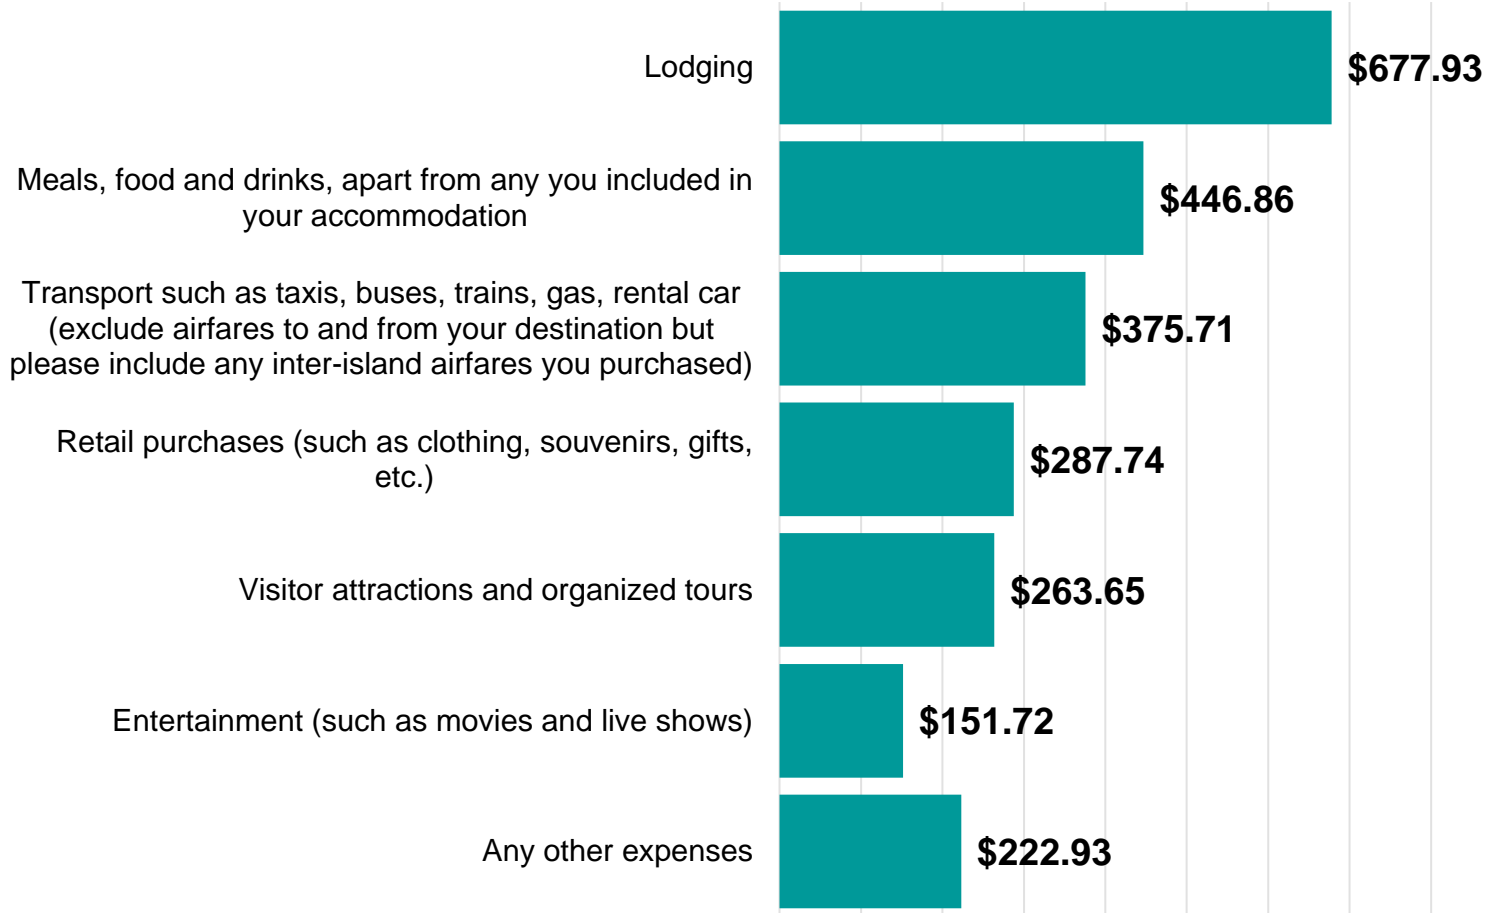 Lodging
$677.93
Meals, food and drinks, apart from any you included in
your accommodation
$446.86
Transport such as taxis, buses, trains, gas, rental car
(exclude airfares to and from your destination but
please include any inter-island airfares you purchased)
$375.71
Retail purchases (such as clothing, souvenirs, gifts,
etc.)
$287.74
Visitor attractions and organized tours
$263.65
Entertainment (such as movies and live shows)
$151.72
Any other expenses
$222.93